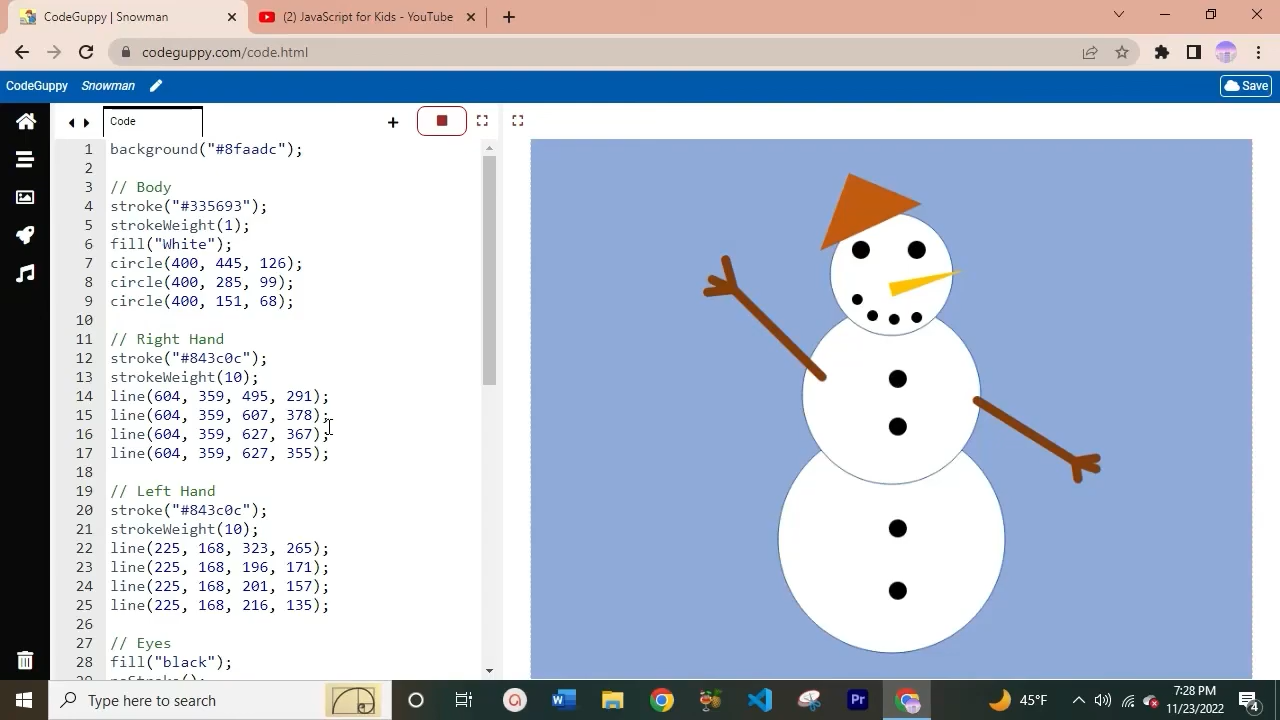 CodeGuppy | Snowman
(2) JavaScript for Kids - YouTube
codeguppy.com/code.html
CodeGuppy Snowman
Save
Code
1 background("#8faadc");
2
3 // Body
4 stroke("#335693");
5 strokeWeight(1);
6 fill("White");
7 circle(400, 445, 126);
8 circle(400, 285, 99);
9 circle(400, 151, 68);
10
11 // Right Hand
12 stroke("#843c0c");
13 strokeWeight(10);
14 line(604, 359, 495, 291);
15 line(604, 359, 607, 378);
16 line(604, 359, 627, 367);
17 line(604, 359, 627, 355);
18
19 // Left Hand
20 stroke("#843c0c");
21 strokeWeight(10);
22 line(225, 168, 323, 265);
23 line(225, 168, 196, 171);
24 line(225, 168, 201, 157);
25 line(225, 168, 216, 135);
26
27 // Eyes
28 fill("black");
Type here to search
Pr
45°F
7:28 PM
11/23/2022
4